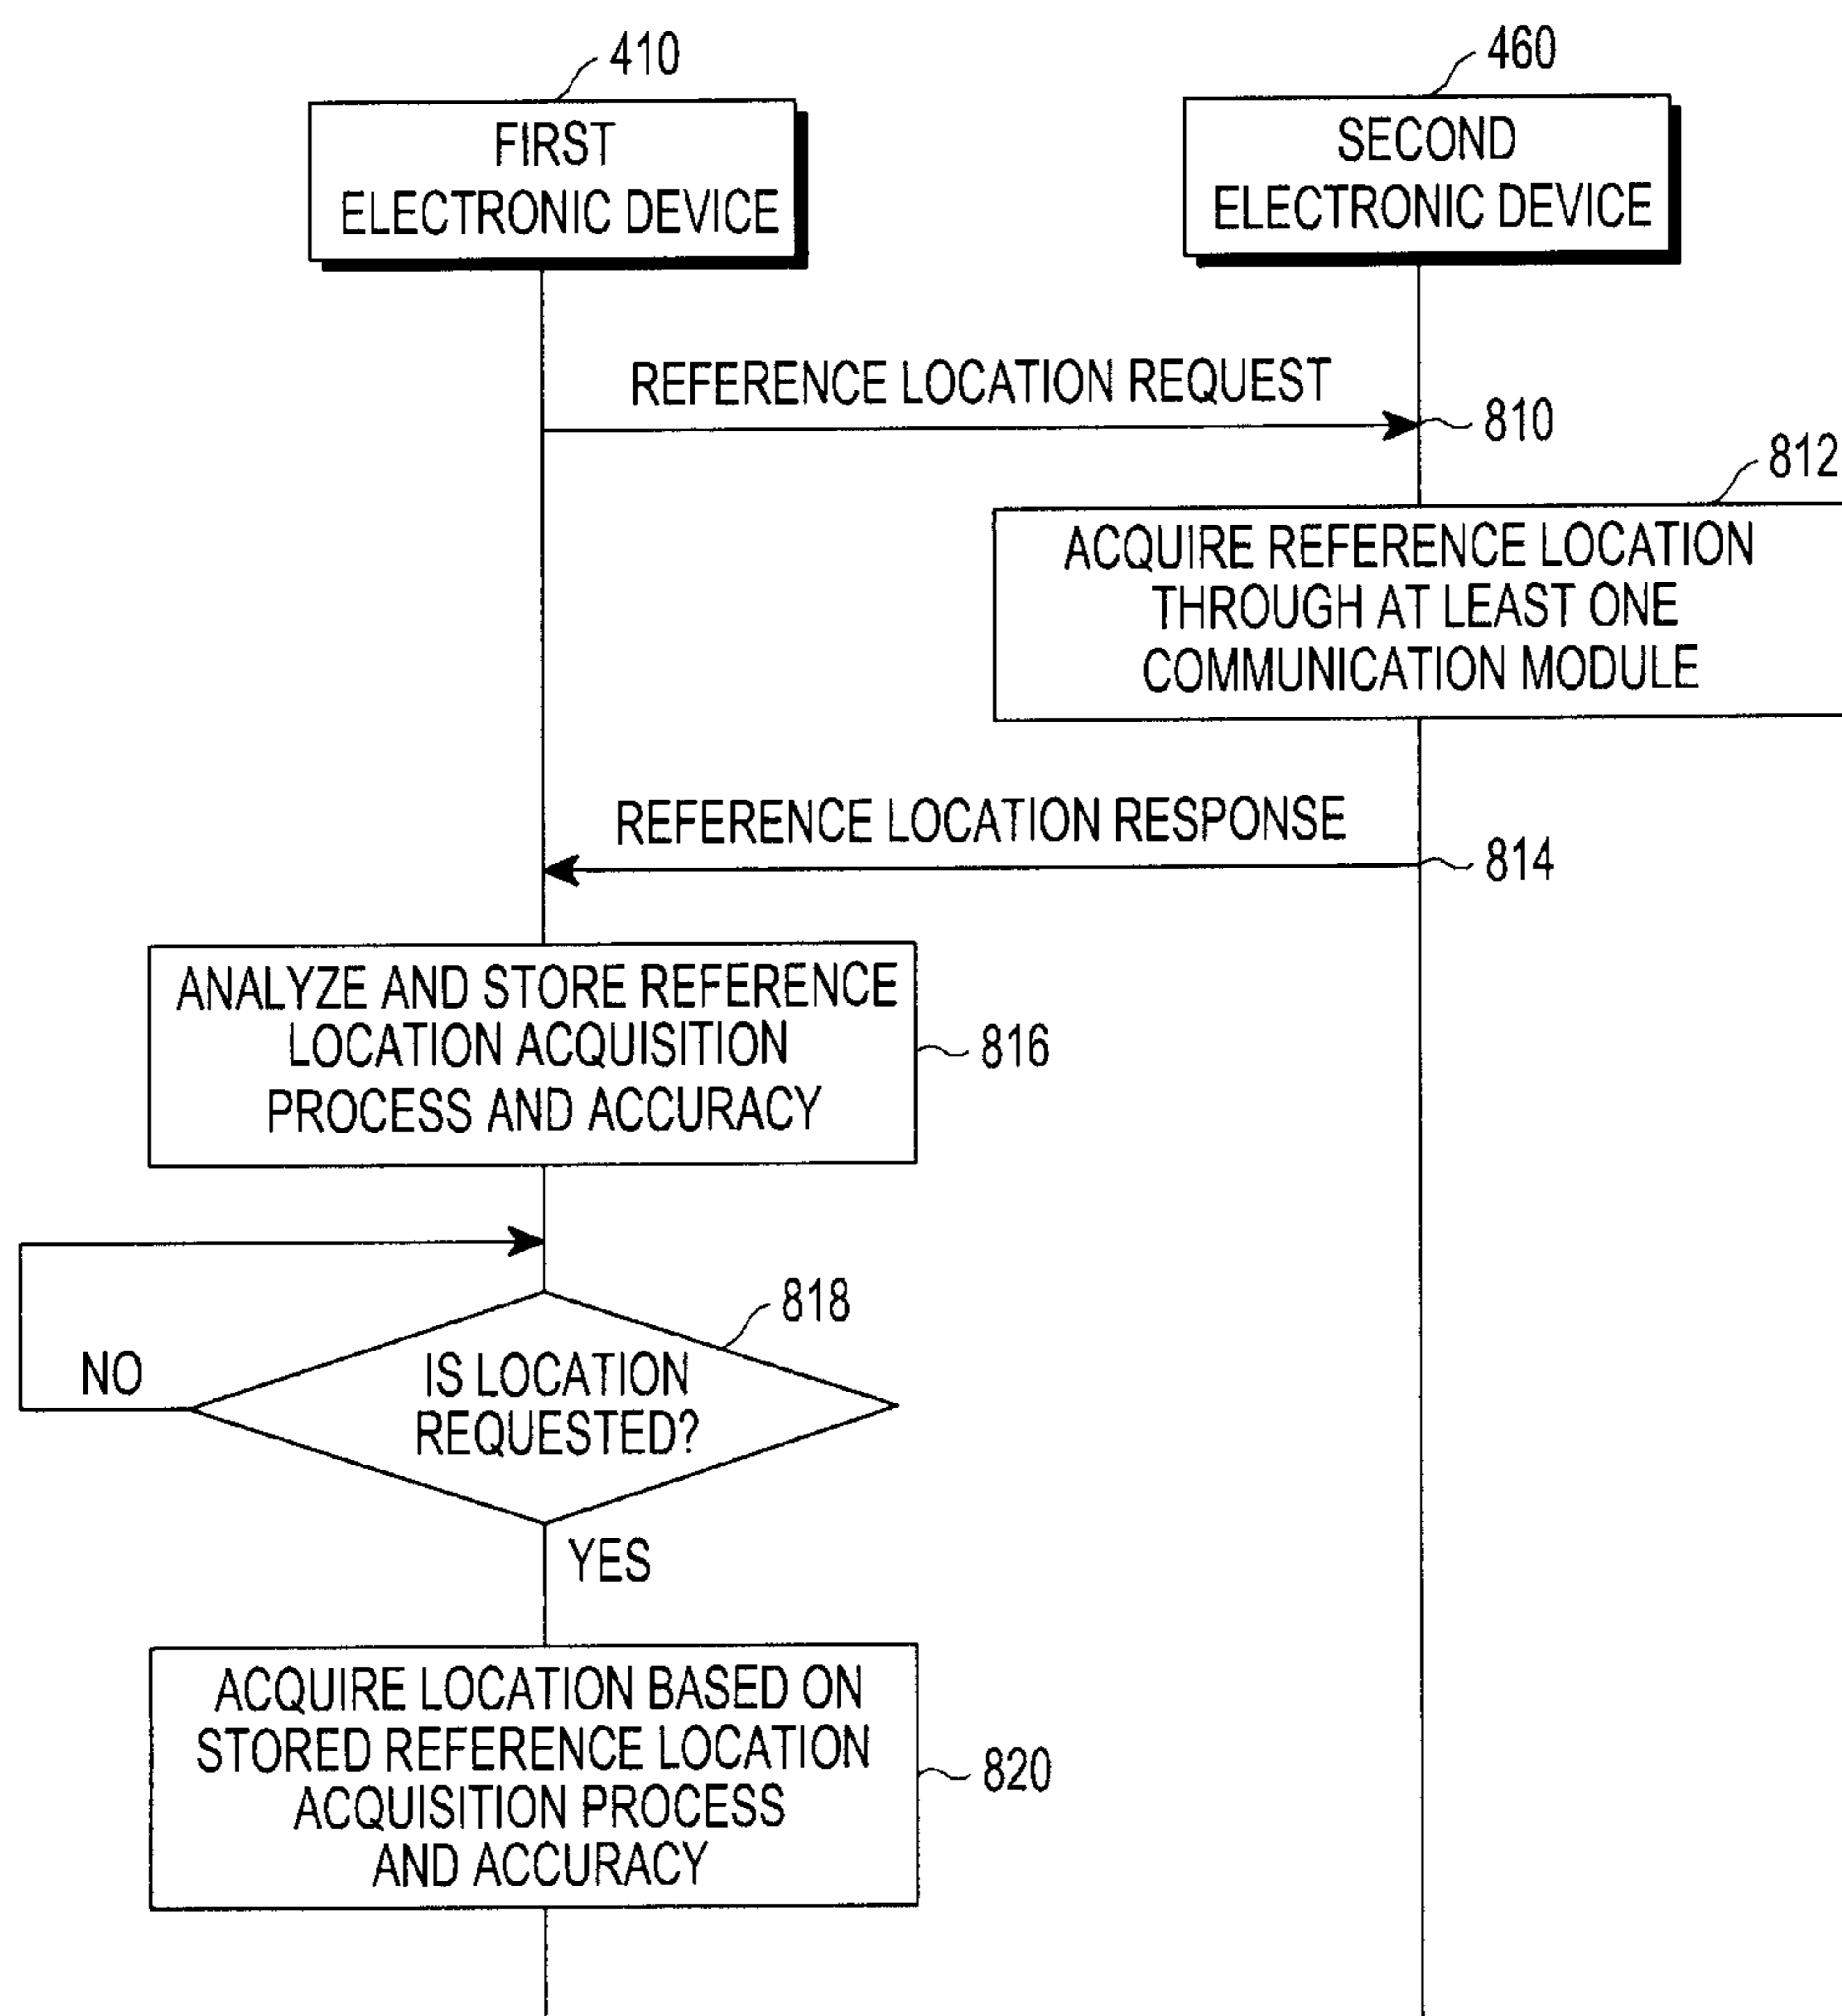 410
FIRST
ELECTRONIC DEVICE
460
SECOND
ELECTRONIC DEVICE
REFERENCE LOCATION REQUEST
810
812
ACQUIRE REFERENCE LOCATION
THROUGH AT LEAST ONE
COMMUNICATION MODULE
REFERENCE LOCATION RESPONSE
814
ANALYZE AND STORE REFERENCE
LOCATION ACQUISITION
PROCESS AND ACCURACY
816
818
NO
IS LOCATION
REQUESTED?
YES
ACQUIRE LOCATION BASED ON
STORED REFERENCE LOCATION
ACQUISITION PROCESS
AND ACCURACY
820